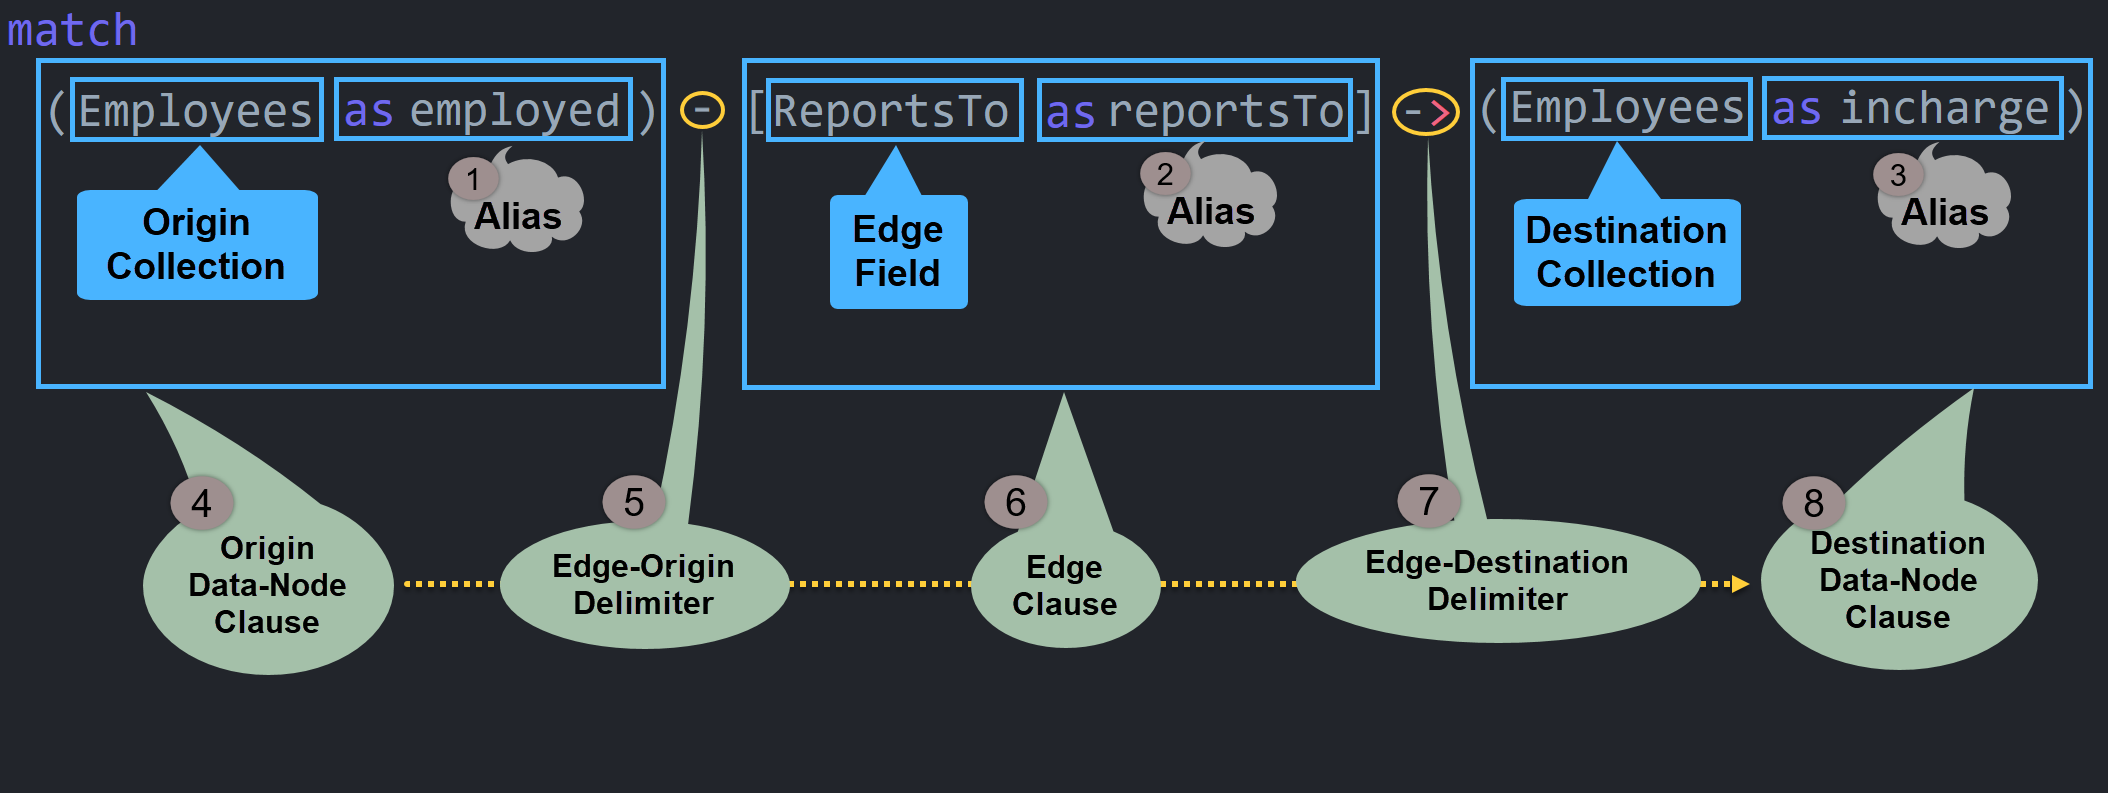 match
(Employees as employed) - [ReportsTo as reportsTo] -> (Employees as incharge)
Origin
Collection
1
Alias
Edge
Field
2
Alias
Destination
Collection
3
Alias
4
Origin
Data-Node
Clause
5
Edge-Origin
Delimiter
6
Edge
Clause
7
Edge-Destination
Delimiter
8
Destination
Data-Node
Clause